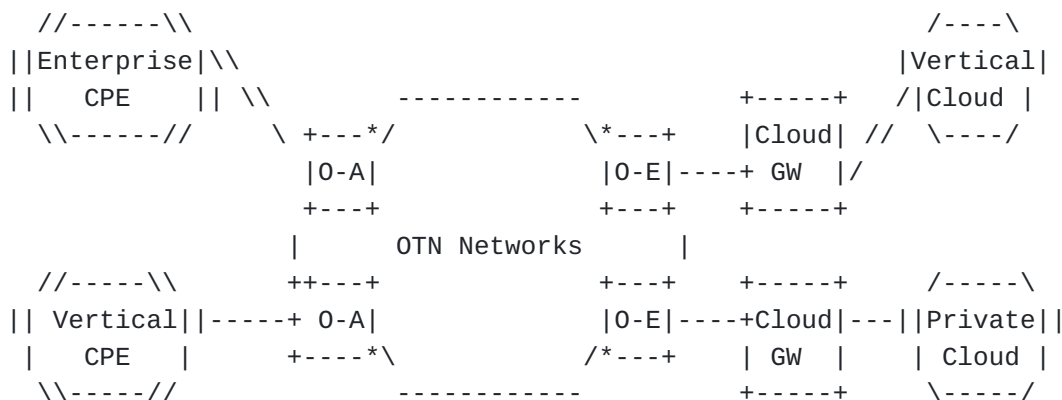 //------\\                                            /----\
||Enterprise|\\                                        |Vertical|
||   CPE    || \\        ------------          +-----+   /|Cloud |
  \\------//     \ +---*/            \*---+    |Cloud| //  \----/
                   |O-A|              |O-E|----+ GW  |/
                   +---+              +---+    +-----+
                  |      OTN Networks      |
  //-----\\       ++---+              +---+    +-----+     /-----\
|| Vertical||-----+ O-A|              |O-E|----+Cloud|---||Private||
 |   CPE    |     +----*\            /*---+    | GW  |    | Cloud |
  \\-----//              ------------          +-----+     \-----/